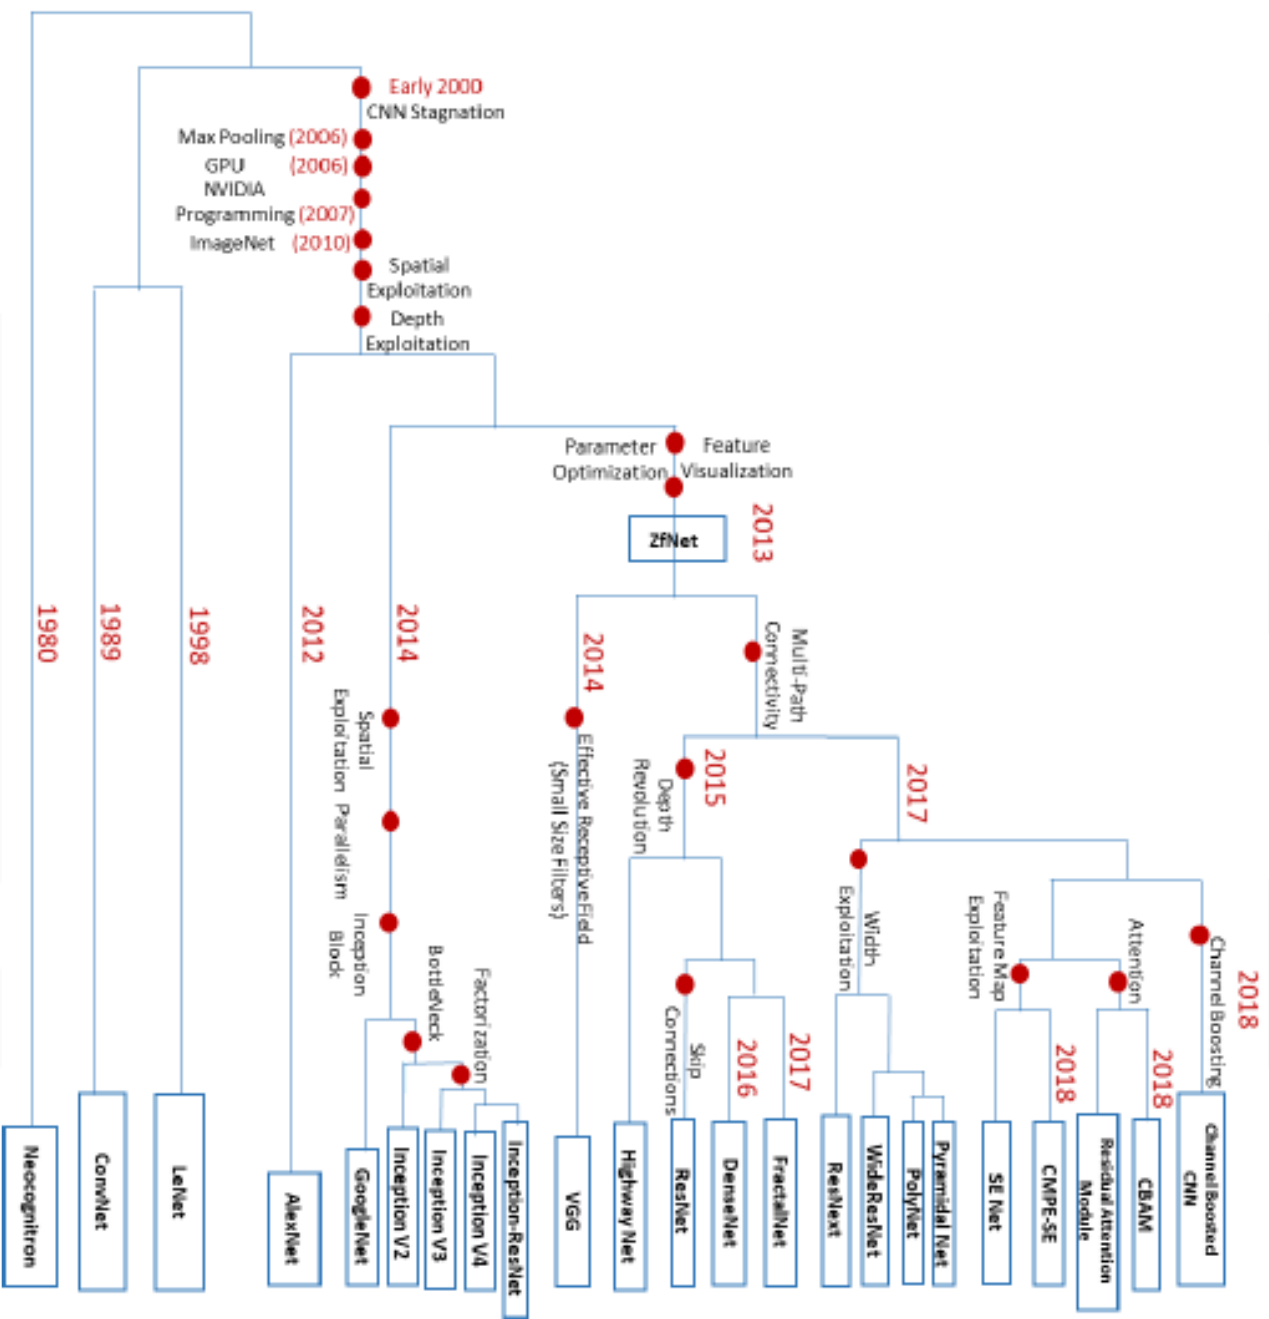 Early 2000
CNN Stagnation
Max Pooling (2006)
GPU (2006)
NVIDIA
Programming (2007)
ImageNet (2010)
Spatial
Exploitation
Depth
Exploitation
Parameter
Optimization
Feature
Visualization
ZfNet
2013
1980
1989
1998
2012
2014
2014
Multi-Path
Connectivity
Spatial
Exploitation
Parallelism
Inception
Block
BottleNeck
Factorization
Effective Receptive Field
(Small Size Filters)
2015
Depth
Revolution
2017
Skip
Connections
2016
2017
Width
Exploitation
Feature Map
Exploitation
Attention
Channel Boosting
2018
2018
2018
Neocognitron
ConvNet
LeNet
AlexNet
GoogleNet
Inception V2
Inception V3
Inception V4
Inception-ResNet
VGG
Highway Net
ResNet
DenseNet
FractalNet
ResNext
WideResNet
PolyNet
Pyramidal Net
SE Net
CMPE-SE
Residual Attention
Module
CBAM
Channel Boosted
CNN